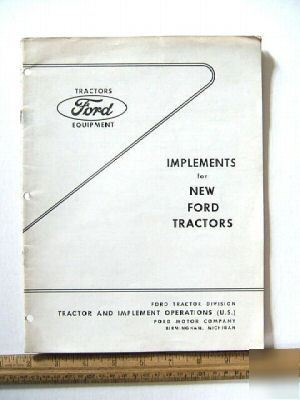 TRACTORS
Ford
EQUIPMENT
IMPLEMENTS
for
NEW
FORD
TRACTORS
FORD TRACTOR DIVISION
TRACTOR AND IMPLEMENT OPERATIONS (U.S.)
FORD MOTOR COMPANY
BIRMINGHAM, MICHIGAN